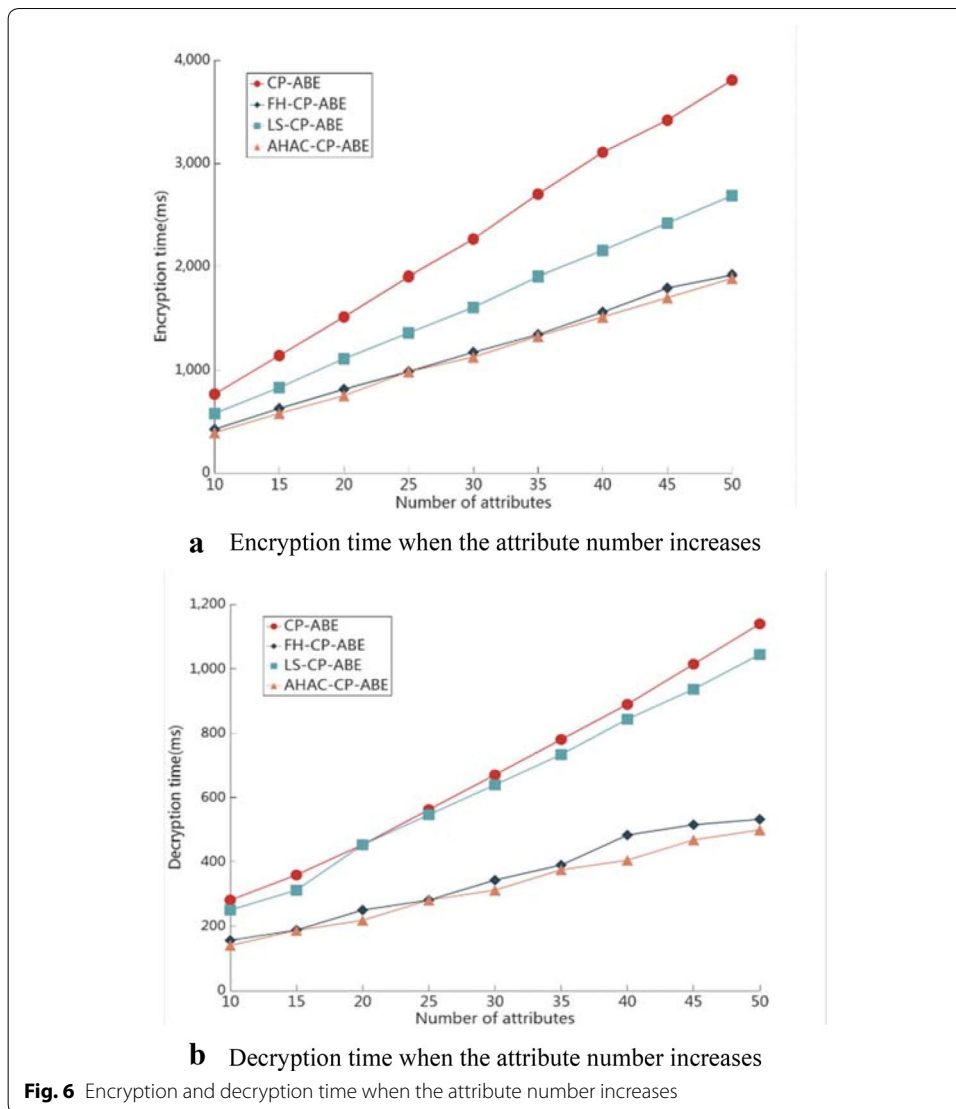 4,000
3,000
2,000
1,000
0
Encryption time(ms)
CP-ABE
FH-CP-ABE
LS-CP-ABE
AHAC-CP-ABE
10 15 20 25 30 35 40 45 50
Number of attributes
a Encryption time when the attribute number increases
1,200
1,000
800
600
400
200
0
Decryption time(ms)
CP-ABE
FH-CP-ABE
LS-CP-ABE
AHAC-CP-ABE
10 15 20 25 30 35 40 45 50
Number of attributes
b Decryption time when the attribute number increases
Fig. 6 Encryption and decryption time when the attribute number increases